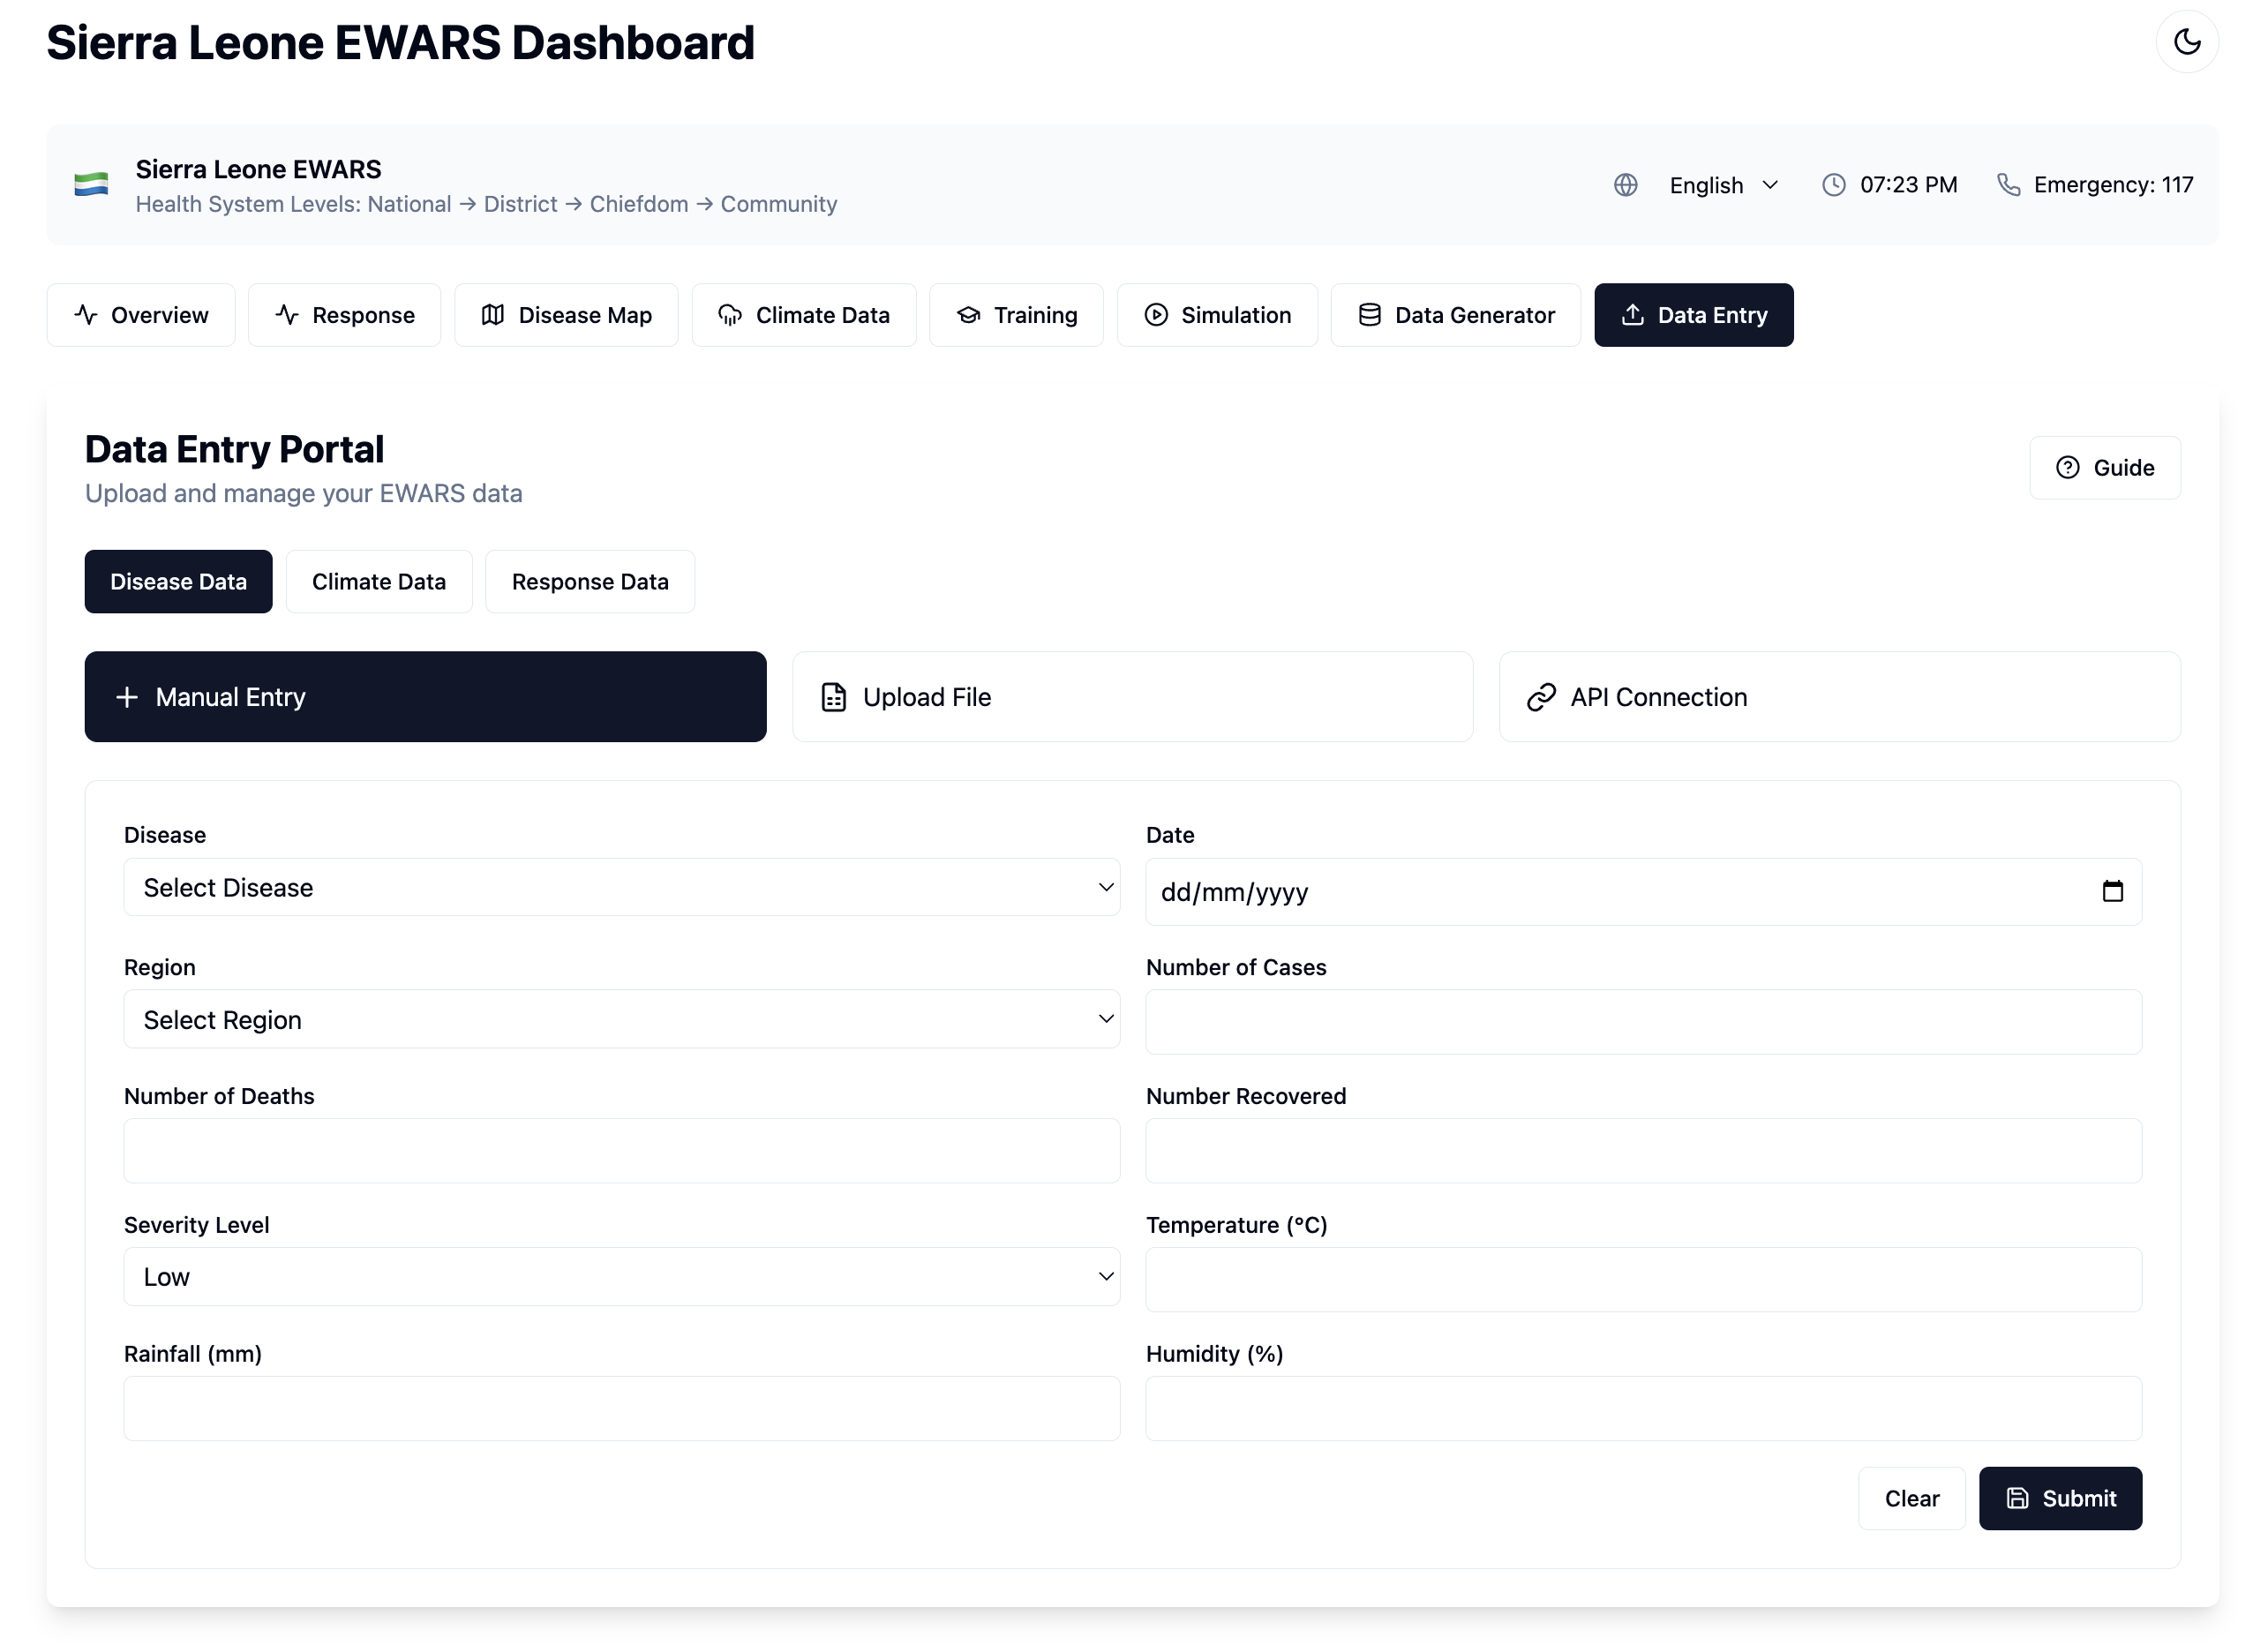 Sierra Leone EWARS Dashboard
Sierra Leone EWARS
Health System Levels: National → District → Chiefdom → Community
English
07:23 PM
Emergency: 117
Overview
Response
Disease Map
Climate Data
Training
Simulation
Data Generator
Data Entry
Data Entry Portal
Upload and manage your EWARS data
Guide
Disease Data
Climate Data
Response Data
Manual Entry
Upload File
API Connection
Disease
Select Disease
Date
dd/mm/yyyy
Region
Select Region
Number of Cases
Number of Deaths
Number Recovered
Severity Level
Low
Temperature (°C)
Rainfall (mm)
Humidity (%)
Clear
Submit